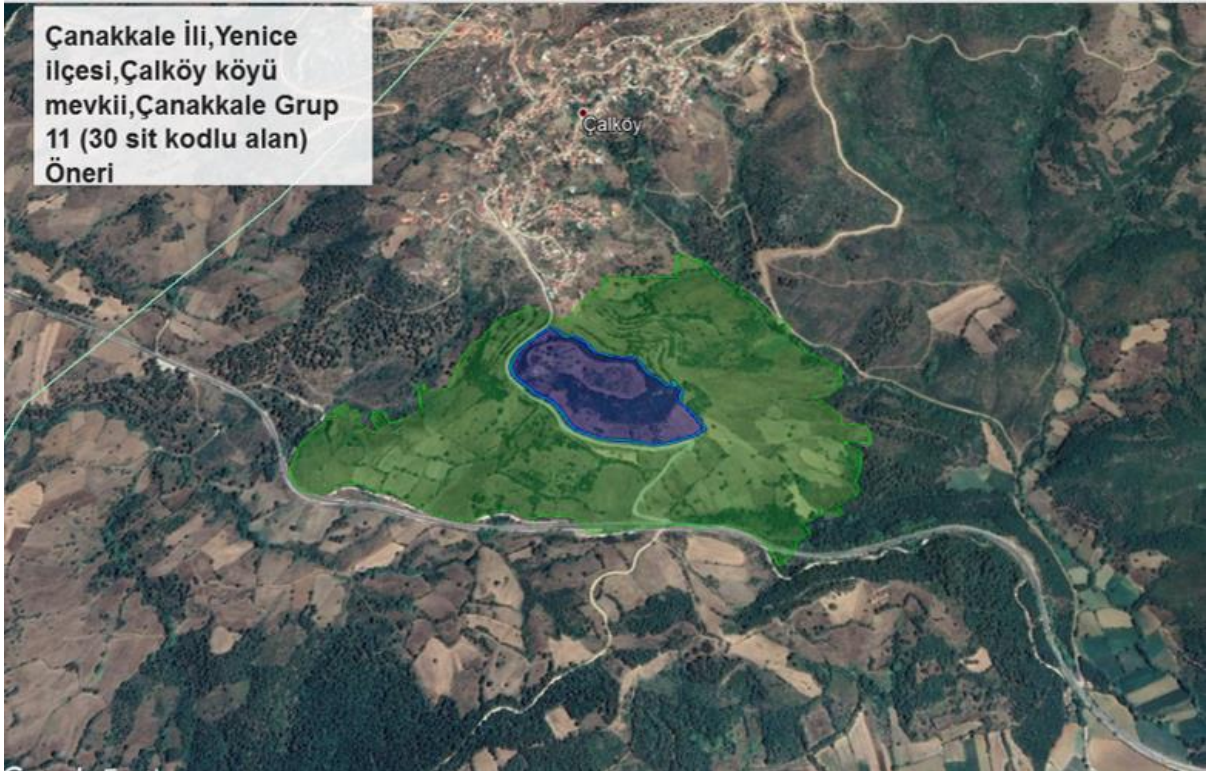 Çanakkale İli,Yenice
ilçesi,Çalköy köyü
mevkii,Çanakkale Grup
11 (30 sit kodlu alan)
Öneri
Çalköy